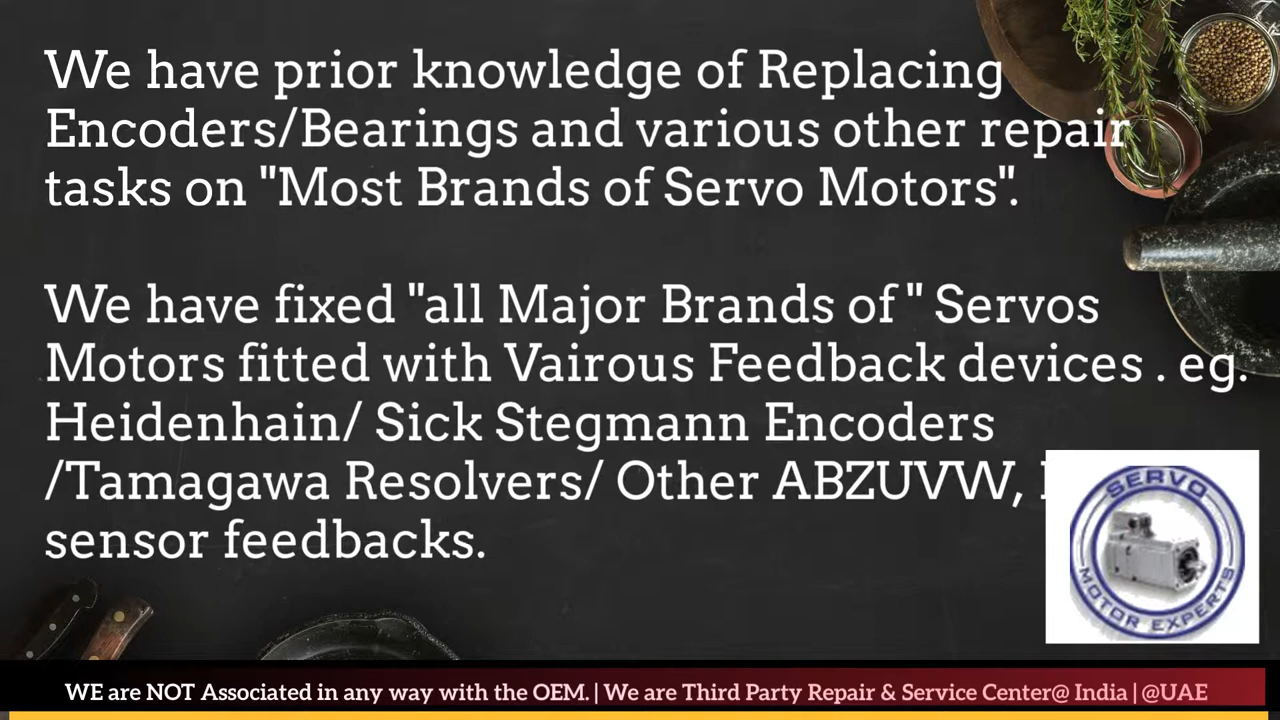 We have prior knowledge of Replacing
Encoders/Bearings and various other repair
tasks on "Most Brands of Servo Motors".
We have fixed "all Major Brands of " Servos
Motors fitted with Vairous Feedback devices . eg.
Heidenhain/ Sick Stegmann Encoders
/Tamagawa Resolvers/ Other ABZUVW,
sensor feedbacks.
SERVO
MOTOR EXPERTS
WE are NOT Associated in any way with the OEM. | We are Third Party Repair & Service Center@ India | @UAE